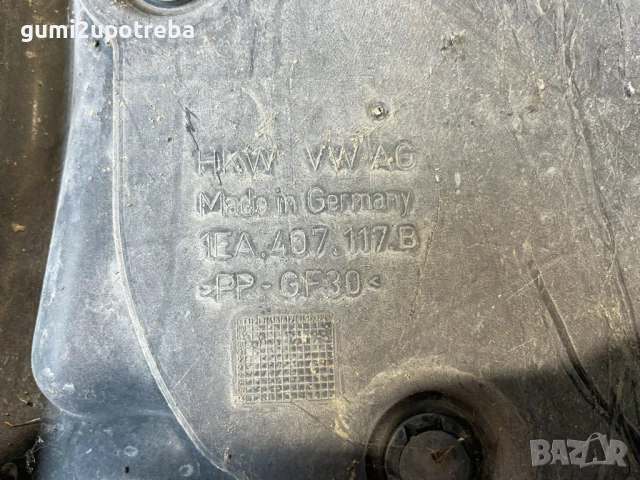 gumi2upotreba
HKW VW AG
Made in Germany
1EA.407.117.B
>PP-GF30<
BAZAR